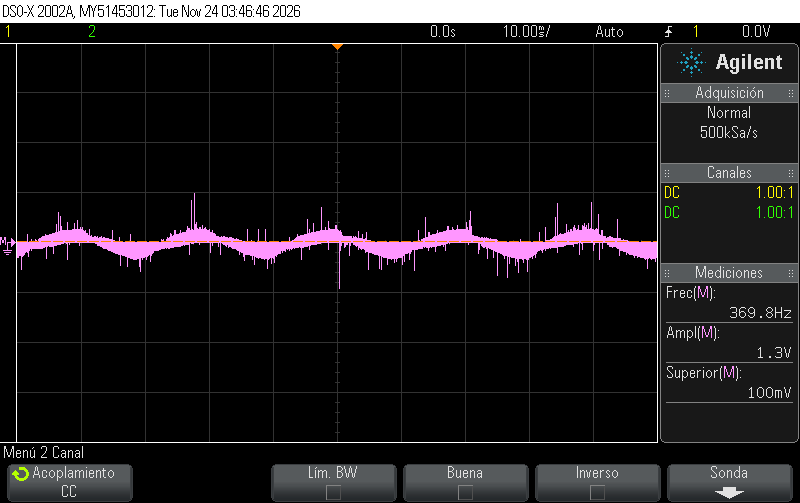 DSO-X 2002A, MY51453012: Tue Nov 24 03:46:46 2026
1 2 0.0s 10.00ms/ Auto 1 0.0V
Agilent
Adquisición
Normal
500kSa/s
Canales
DC 1.00:1
DC 1.00:1
Mediciones
Frec(M):
369.8Hz
Ampl(M):
1.3V
Superior(M):
100mV
M
Menú 2 Canal
Acoplamiento
CC
Lím. BW
Buena
Inverso
Sonda